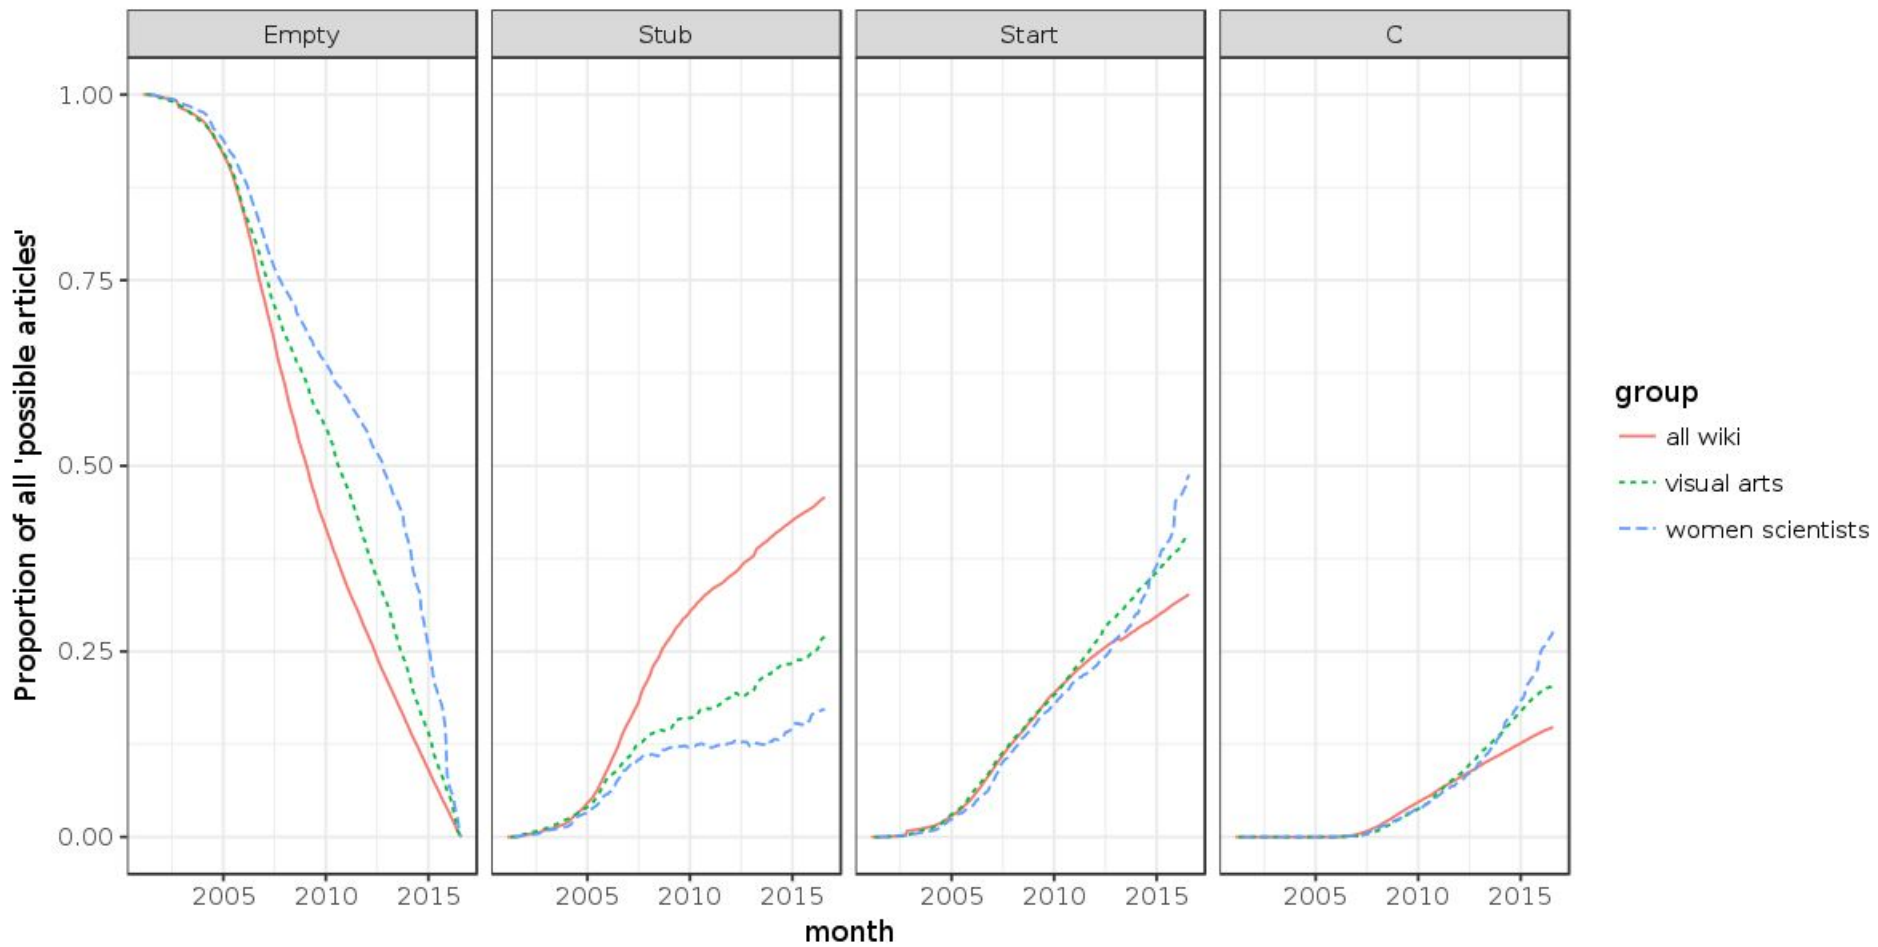 Empty Stub Start C
Proportion of all 'possible articles'
1.00
0.75
0.50
0.25
0.00
2005 2010 2015 2005 2010 2015 2005 2010 2015 2005 2010 2015
month
group
all wiki
visual arts
women scientists